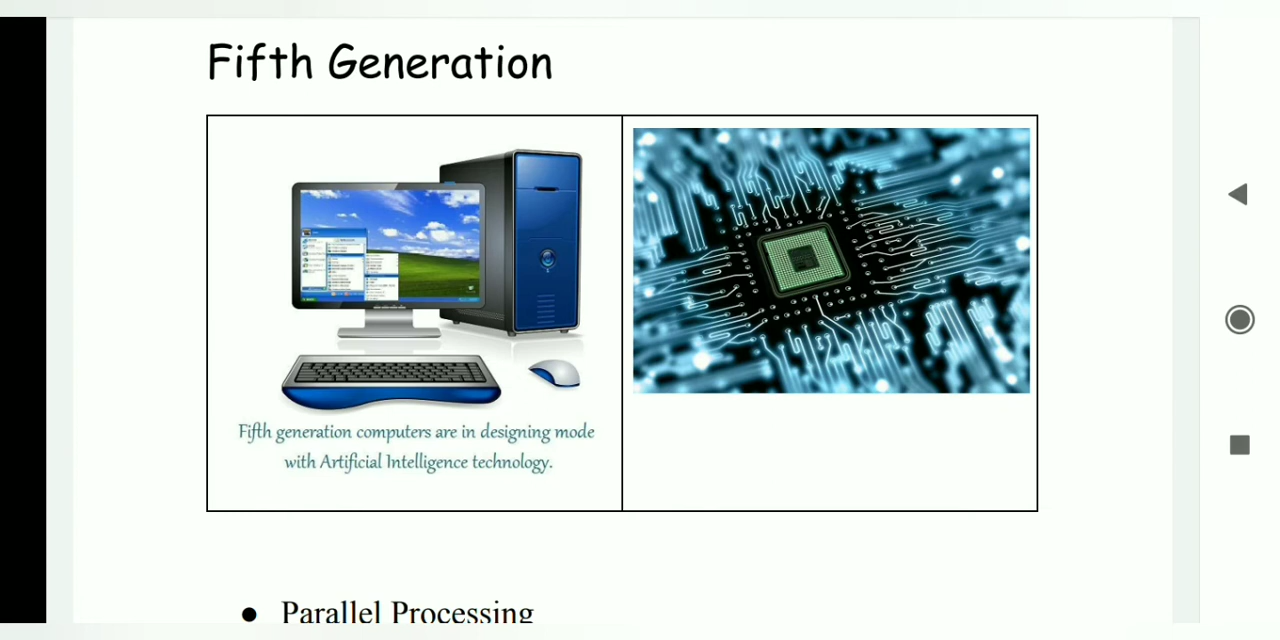 Fifth Generation
Fifth generation computers are in designing mode
with Artificial Intelligence technology.
● Parallel Processing